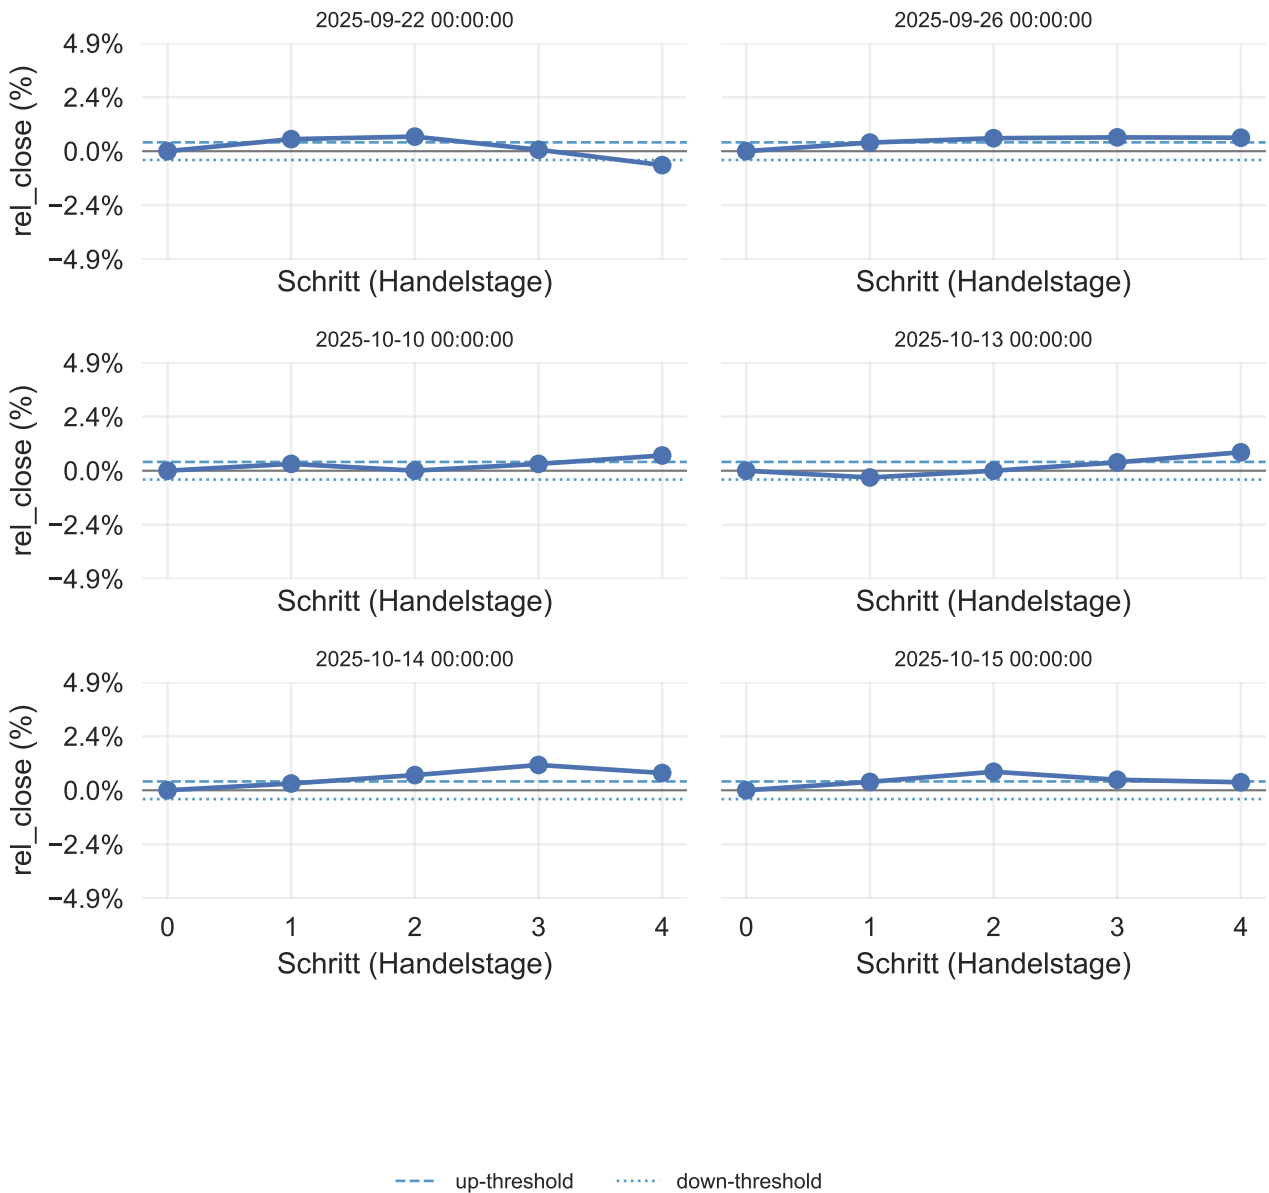 2025-09-22 00:00:00
2025-09-26 00:00:00
4.9%
2.4%
0.0%
−2.4%
−4.9%
rel_close (%)
Schritt (Handelstage)
Schritt (Handelstage)
2025-10-10 00:00:00
2025-10-13 00:00:00
4.9%
2.4%
0.0%
−2.4%
−4.9%
rel_close (%)
Schritt (Handelstage)
Schritt (Handelstage)
2025-10-14 00:00:00
2025-10-15 00:00:00
4.9%
2.4%
0.0%
−2.4%
−4.9%
rel_close (%)
0 1 2 3 4
0 1 2 3 4
Schritt (Handelstage)
Schritt (Handelstage)
up-threshold
down-threshold